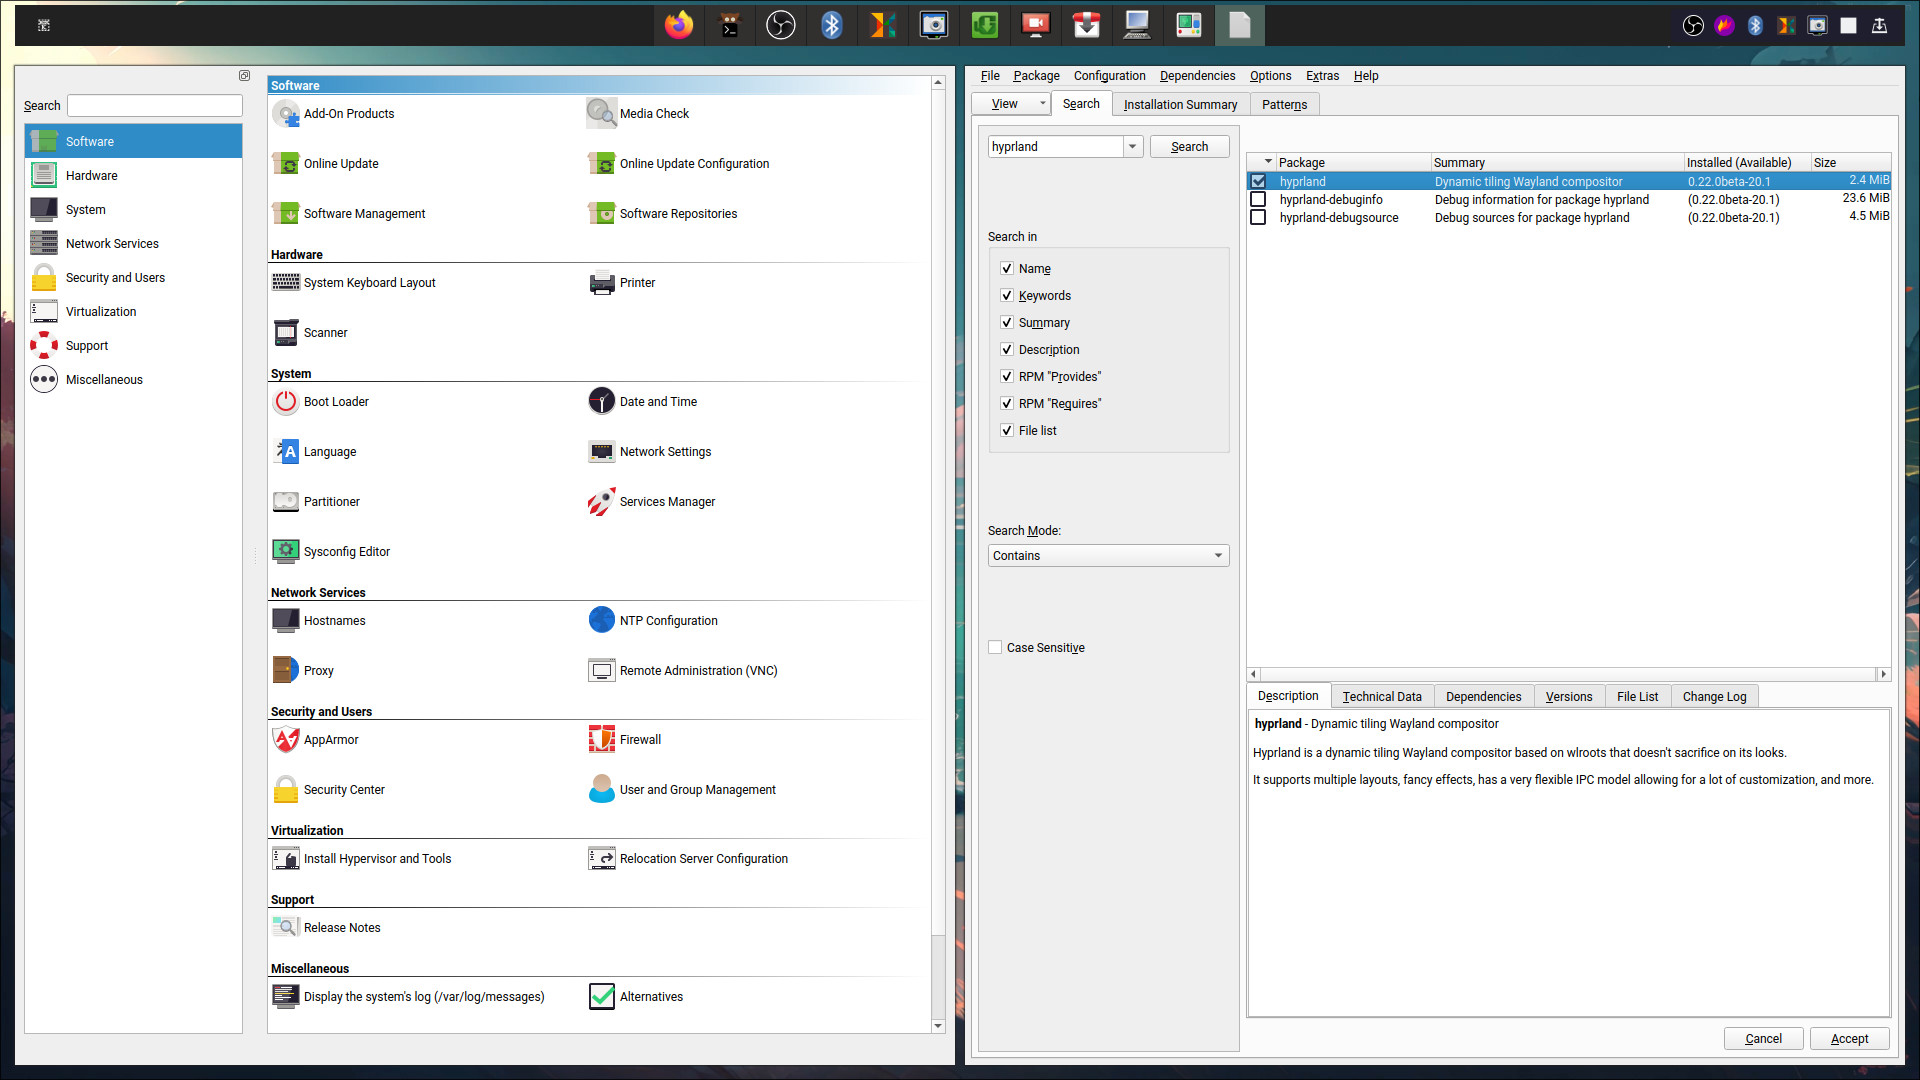 Search
Software
Hardware
System
Network Services
Security and Users
Virtualization
Support
Miscellaneous
Software
Add-On Products
Media Check
Online Update
Online Update Configuration
Software Management
Software Repositories
Hardware
System Keyboard Layout
Printer
Scanner
System
Boot Loader
Date and Time
Language
Network Settings
Partitioner
Services Manager
Sysconfig Editor
Network Services
Hostnames
NTP Configuration
Proxy
Remote Administration (VNC)
Security and Users
AppArmor
Firewall
Security Center
User and Group Management
Virtualization
Install Hypervisor and Tools
Relocation Server Configuration
Support
Release Notes
Miscellaneous
Display the system's log (/var/log/messages)
Alternatives
File Package Configuration Dependencies Options Extras Help
View Search Installation Summary Patterns
hyprland Search
Search in
Name
Keywords
Summary
Description
RPM "Provides"
RPM "Requires"
File list
Search Mode:
Contains
Case Sensitive
Package Summary Installed (Available) Size
hyprland Dynamic tiling Wayland compositor 0.22.0beta-20.1 2.4 MiB
hyprland-debuginfo Debug information for package hyprland (0.22.0beta-20.1) 23.6 MiB
hyprland-debugsource Debug sources for package hyprland (0.22.0beta-20.1) 4.5 MiB
Description Technical Data Dependencies Versions File List Change Log
hyprland - Dynamic tiling Wayland compositor
Hyprland is a dynamic tiling Wayland compositor based on wlroots that doesn't sacrifice on its looks.
It supports multiple layouts, fancy effects, has a very flexible IPC model allowing for a lot of customization, and more.
Cancel Accept